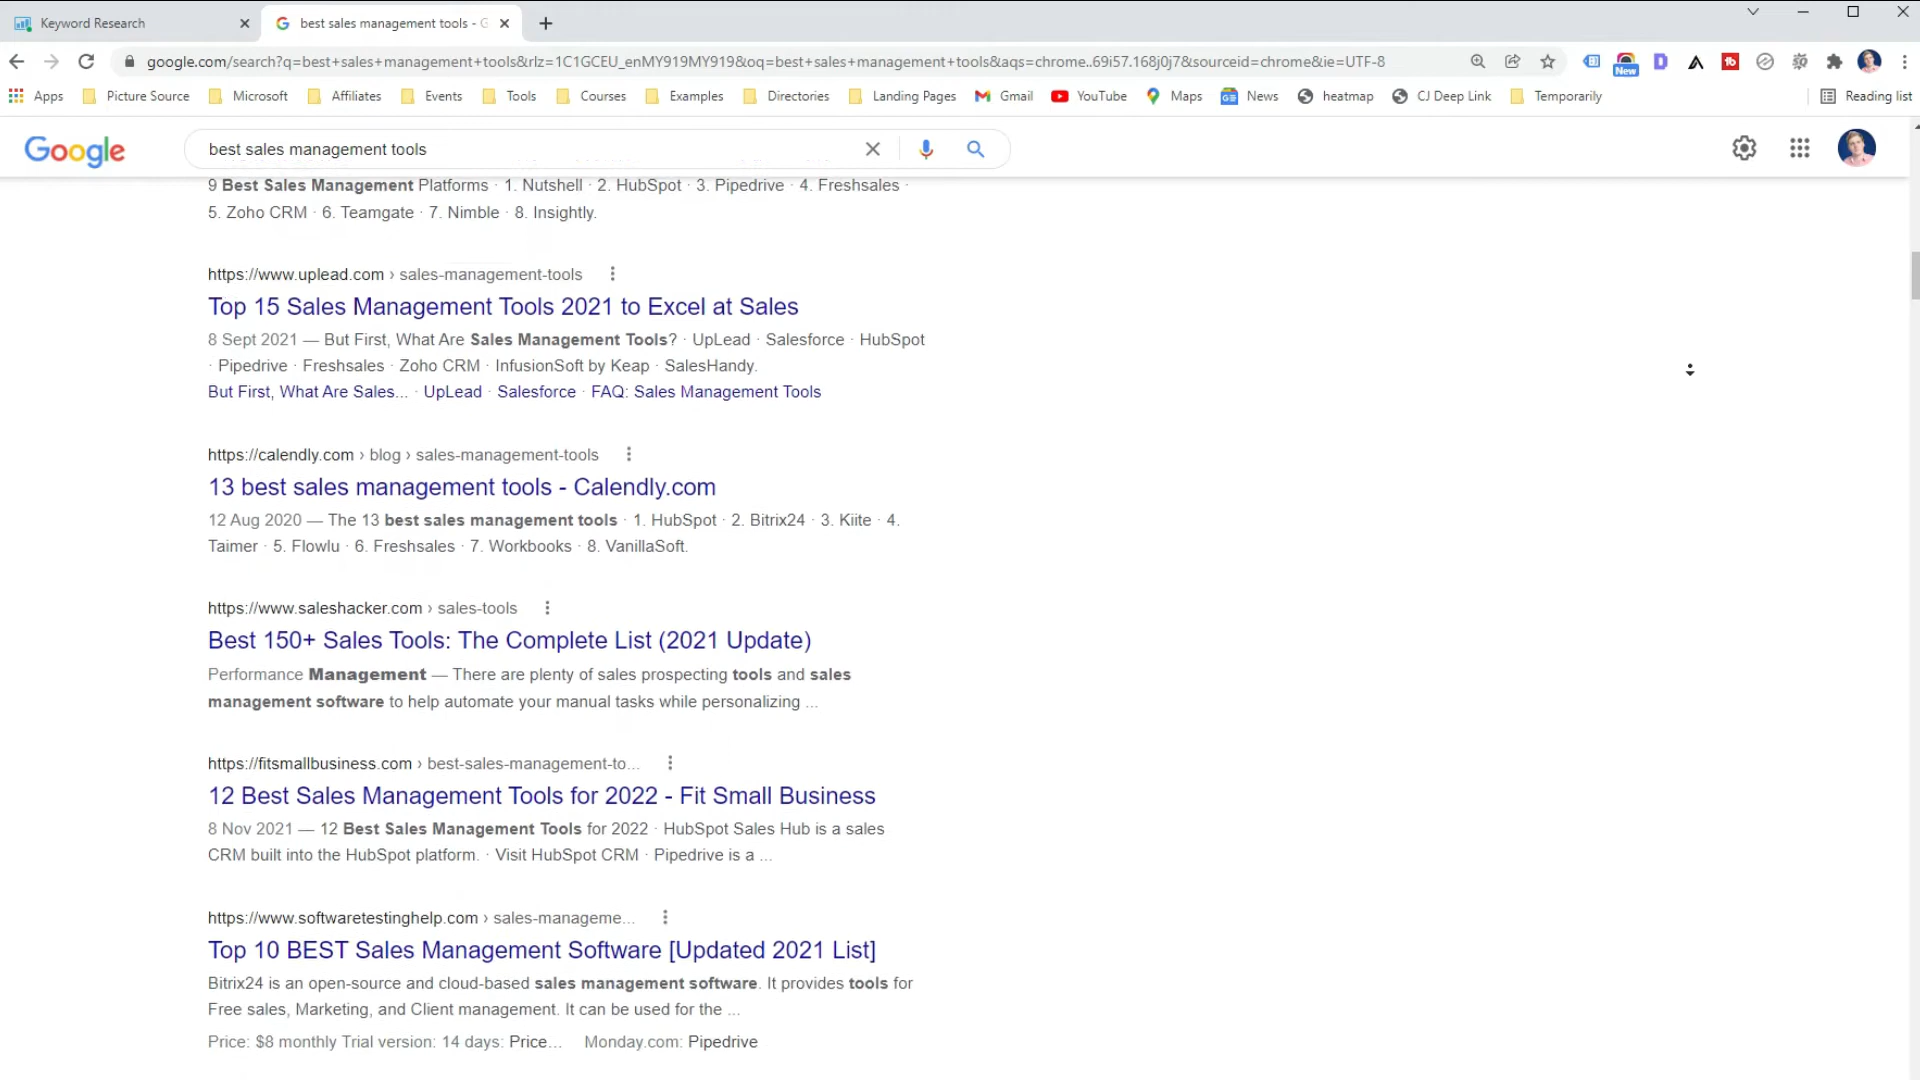 Keyword Research
best sales management tools - G
google.com/search?q=best+sales+management+tools&rlz=1C1GCEU_enMY919MY919&oq=best+sales+management+tools&aqs=chrome..69i57.168j0j7&sourceid=chrome&ie=UTF-8
New
Apps Picture Source Microsoft Affiliates Events Tools Courses Examples Directories Landing Pages Gmail YouTube Maps News heatmap CJ Deep Link Temporarily Reading list
Google best sales management tools
9 Best Sales Management Platforms · 1. Nutshell · 2. HubSpot · 3. Pipedrive · 4. Freshsales ·
5. Zoho CRM · 6. Teamgate · 7. Nimble · 8. Insightly.
https://www.uplead.com › sales-management-tools
Top 15 Sales Management Tools 2021 to Excel at Sales
8 Sept 2021 — But First, What Are Sales Management Tools? · UpLead · Salesforce · HubSpot
· Pipedrive · Freshsales · Zoho CRM · InfusionSoft by Keap · SalesHandy.
But First, What Are Sales... · UpLead · Salesforce · FAQ: Sales Management Tools
https://calendly.com › blog › sales-management-tools
13 best sales management tools - Calendly.com
12 Aug 2020 — The 13 best sales management tools · 1. HubSpot · 2. Bitrix24 · 3. Kiite · 4.
Taimer · 5. Flowlu · 6. Freshsales · 7. Workbooks · 8. VanillaSoft.
https://www.saleshacker.com › sales-tools
Best 150+ Sales Tools: The Complete List (2021 Update)
Performance Management — There are plenty of sales prospecting tools and sales
management software to help automate your manual tasks while personalizing ...
https://fitsmallbusiness.com › best-sales-management-to...
12 Best Sales Management Tools for 2022 - Fit Small Business
8 Nov 2021 — 12 Best Sales Management Tools for 2022 · HubSpot Sales Hub is a sales
CRM built into the HubSpot platform. · Visit HubSpot CRM · Pipedrive is a ...
https://www.softwaretestinghelp.com › sales-manageme...
Top 10 BEST Sales Management Software [Updated 2021 List]
Bitrix24 is an open-source and cloud-based sales management software. It provides tools for
Free sales, Marketing, and Client management. It can be used for the ...
Price: $8 monthly Trial version: 14 days: Price... Monday.com: Pipedrive